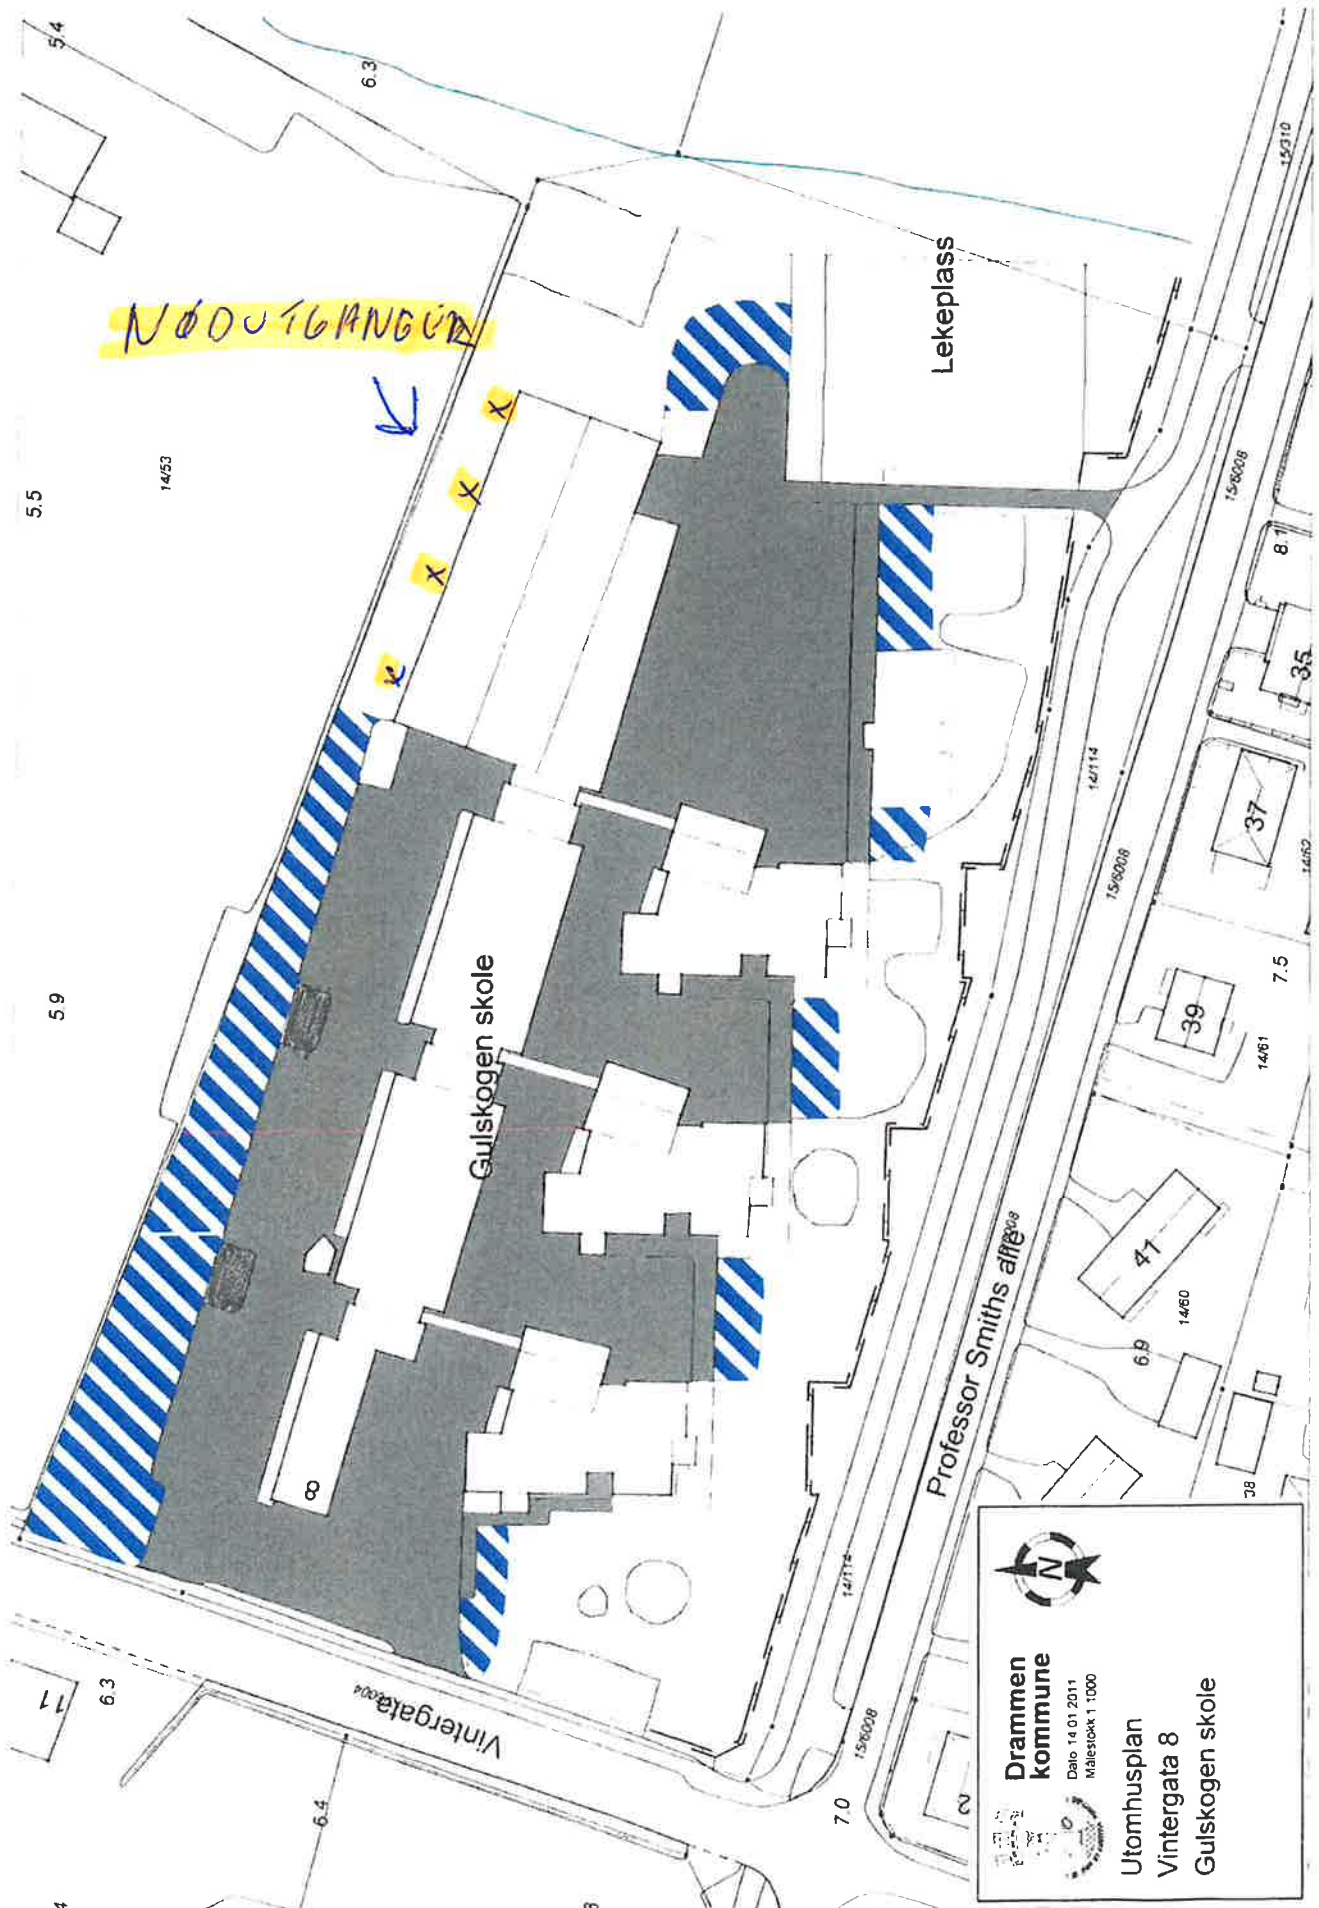 5.4
6.3
NØDUTGANGER
x
x
x
x
5.5
14/53
5.9
Lekeplass
15/310
15/6008
8.1
35
14/114
37
14/62
15/6008
Gulskogen skole
39
7.5
14/61
41
14/60
6.9
Professor Smiths alle
8
38
11
6.3
Vintergata
6.4
14/114
15/6008
7.0
2
N
Drammen
kommune
Dato 14 01 2011
Målestokk 1 1000
Utomhusplan
Vintergata 8
Gulskogen skole